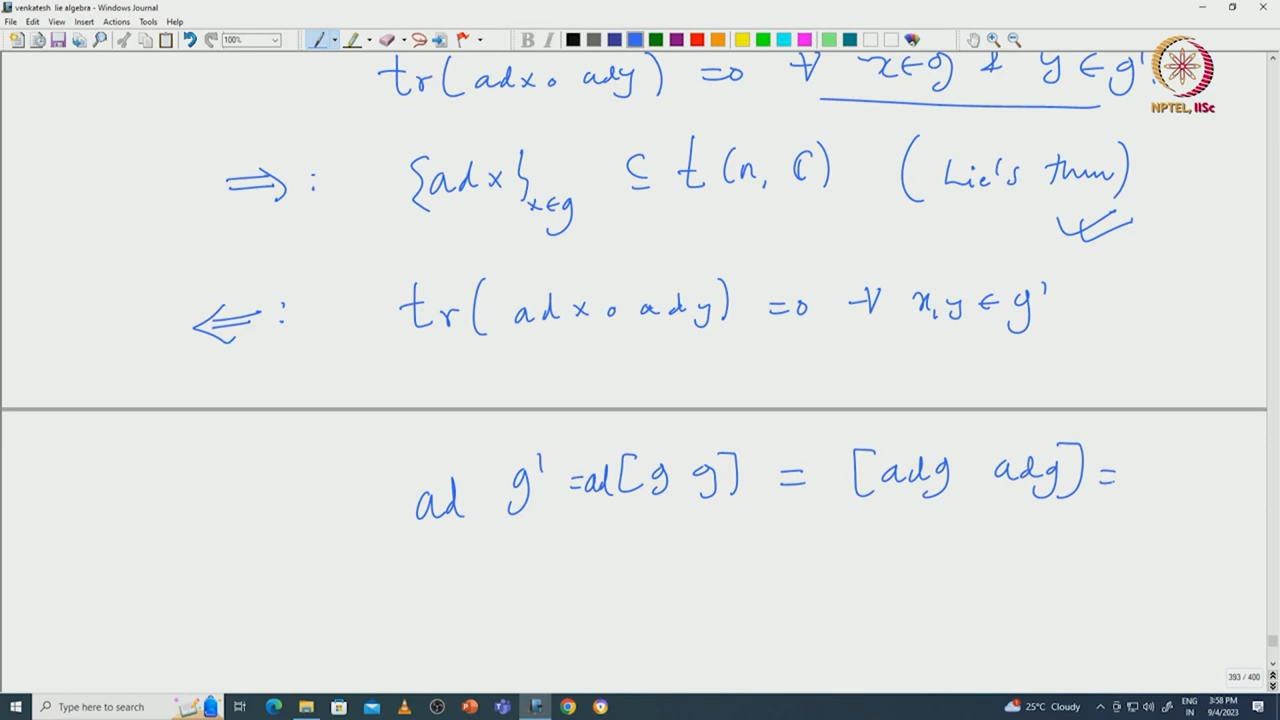 venkatesh lie algebra - Windows Journal
File Edit View Insert Actions Tools Help
100%
B I
tr(adx∘ady) =0 ∀ x∈g & y∈g'.
NPTEL, IISc
⇒: {adx}x∈g ⊆ t(n, ℂ) (Lie's thm)
⇐: tr(adx∘ady) =0 ∀ x,y∈g'
ad g' =ad[g g] = [adg adg] =
393 / 400
Type here to search
25°C Cloudy
ENG
IN
3:58 PM
9/4/2023